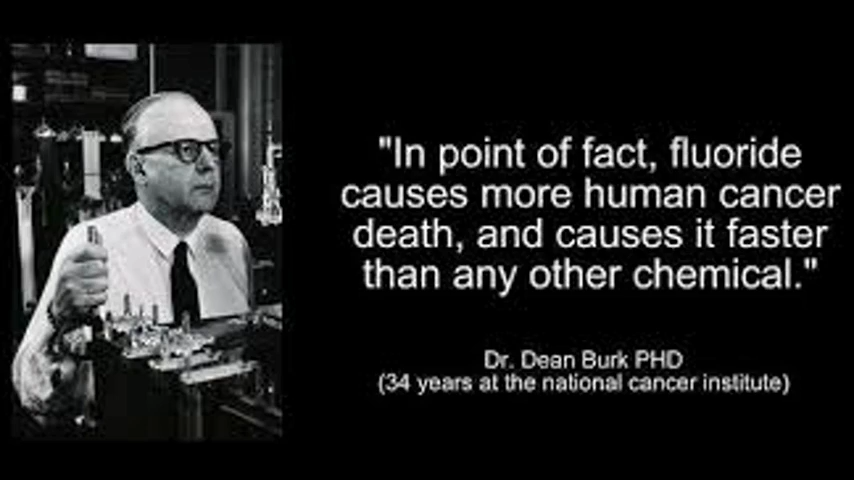 "In point of fact, fluoride
causes more human cancer
death, and causes it faster
than any other chemical."
Dr. Dean Burk PHD
(34 years at the national cancer institute)